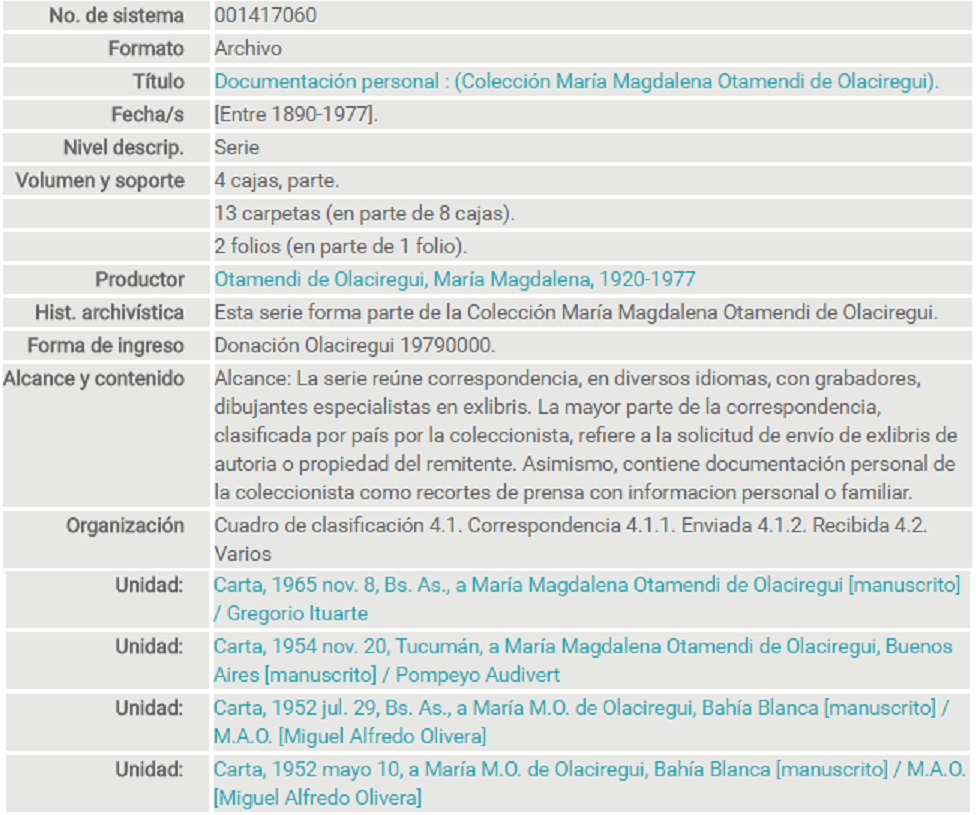 No. de sistema 001417060
Formato Archivo
Título Documentación personal : (Colección María Magdalena Otamendi de Olaciregui).
Fecha/s [Entre 1890-1977].
Nivel descrip. Serie
Volumen y soporte 4 cajas, parte.
13 carpetas (en parte de 8 cajas).
2 folios (en parte de 1 folio).
Productor Otamendi de Olaciregui, María Magdalena, 1920-1977
Hist. archivística Esta serie forma parte de la Colección María Magdalena Otamendi de Olaciregui.
Forma de ingreso Donación Olaciregui 19790000.
Alcance y contenido Alcance: La serie reúne correspondencia, en diversos idiomas, con grabadores,
dibujantes especialistas en exlibris. La mayor parte de la correspondencia,
clasificada por país por la coleccionista, refiere a la solicitud de envío de exlibris de
autoria o propiedad del remitente. Asimismo, contiene documentación personal de
la coleccionista como recortes de prensa con informacion personal o familiar.
Organización Cuadro de clasificación 4.1. Correspondencia 4.1.1. Enviada 4.1.2. Recibida 4.2.
Varios
Unidad: Carta, 1965 nov. 8, Bs. As., a María Magdalena Otamendi de Olaciregui [manuscrito]
/ Gregorio Ituarte
Unidad: Carta, 1954 nov. 20, Tucumán, a María Magdalena Otamendi de Olaciregui, Buenos
Aires [manuscrito] / Pompeyo Audivert
Unidad: Carta, 1952 jul. 29, Bs. As., a María M.O. de Olaciregui, Bahía Blanca [manuscrito] /
M.A.O. [Miguel Alfredo Olivera]
Unidad: Carta, 1952 mayo 10, a María M.O. de Olaciregui, Bahía Blanca [manuscrito] / M.A.O.
[Miguel Alfredo Olivera]